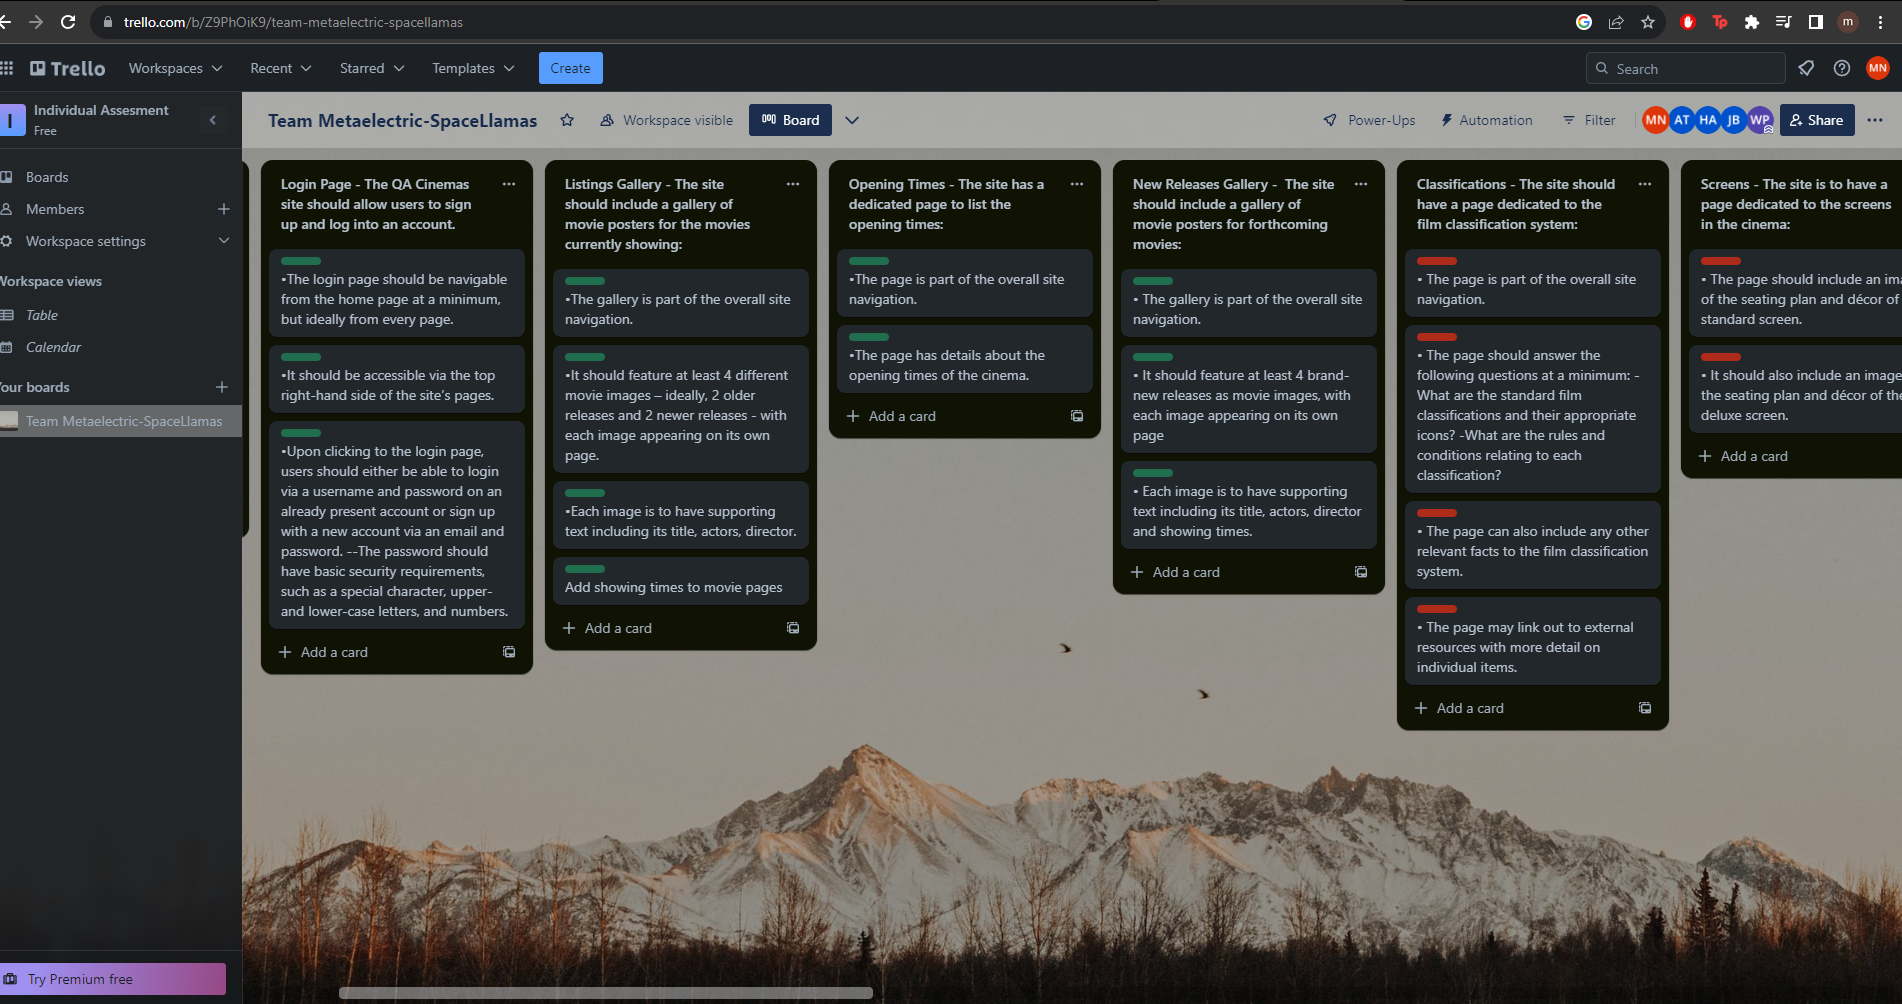 trello.com/b/Z9PhOiK9/team-metaelectric-spacellamas
m
Trello
Workspaces
Recent
Starred
Templates
Create
Search
MN
I
Individual Assesment
Free
Team Metaelectric-SpaceLlamas
Workspace visible
Board
Power-Ups
Automation
Filter
MN
AT
HA
JB
WP
Share
Boards
Members
Workspace settings
Workspace views
Table
Calendar
Your boards
Team Metaelectric-SpaceLlamas
Try Premium free
Login Page - The QA Cinemas
site should allow users to sign
up and log into an account.
•The login page should be navigable
from the home page at a minimum,
but ideally from every page.
•It should be accessible via the top
right-hand side of the site's pages.
•Upon clicking to the login page,
users should either be able to login
via a username and password on an
already present account or sign up
with a new account via an email and
password. --The password should
have basic security requirements,
such as a special character, upper-
and lower-case letters, and numbers.
Add a card
Listings Gallery - The site
should include a gallery of
movie posters for the movies
currently showing:
•The gallery is part of the overall site
navigation.
•It should feature at least 4 different
movie images – ideally, 2 older
releases and 2 newer releases - with
each image appearing on its own
page.
•Each image is to have supporting
text including its title, actors, director.
Add showing times to movie pages
Add a card
Opening Times - The site has a
dedicated page to list the
opening times:
•The page is part of the overall site
navigation.
•The page has details about the
opening times of the cinema.
Add a card
New Releases Gallery -  The site
should include a gallery of
movie posters for forthcoming
movies:
• The gallery is part of the overall site
navigation.
• It should feature at least 4 brand-
new releases as movie images, with
each image appearing on its own
page
• Each image is to have supporting
text including its title, actors, director
and showing times.
Add a card
Classifications - The site should
have a page dedicated to the
film classification system:
• The page is part of the overall site
navigation.
• The page should answer the
following questions at a minimum: -
What are the standard film
classifications and their appropriate
icons? -What are the rules and
conditions relating to each
classification?
• The page can also include any other
relevant facts to the film classification
system.
• The page may link out to external
resources with more detail on
individual items.
Add a card
Screens - The site is to have a
page dedicated to the screens
in the cinema:
• The page should include an ima
of the seating plan and décor of
standard screen.
• It should also include an image
the seating plan and décor of the
deluxe screen.
Add a card